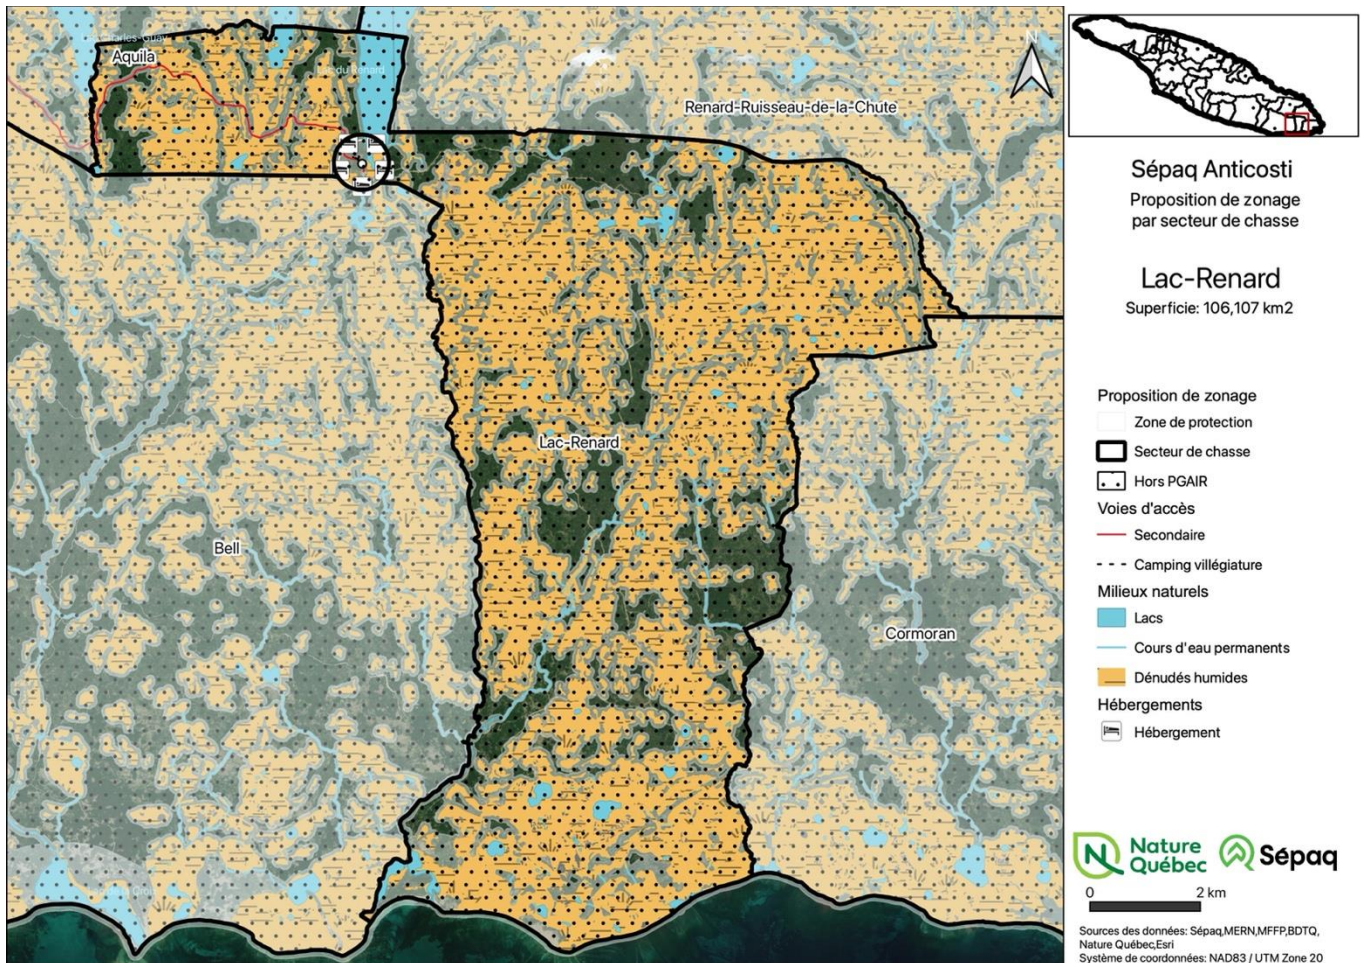 Aquila
Lac du Renard
Renard-Ruisseau-de-la-Chute
Lac-Renard
Bell
Cormoran
N
Sépaq Anticosti
Proposition de zonage
par secteur de chasse
Lac-Renard
Superficie: 106,107 km2
Proposition de zonage
Zone de protection
Secteur de chasse
Hors PGAIR
Voies d'accès
Secondaire
Camping villégiature
Milieux naturels
Lacs
Cours d'eau permanents
Dénudés humides
Hébergements
Hébergement
Nature
Québec
Sépaq
0 2 km
Sources des données: Sépaq,MERN,MFFP,BDTQ,
Nature Québec,Esri
Système de coordonnées: NAD83 / UTM Zone 20